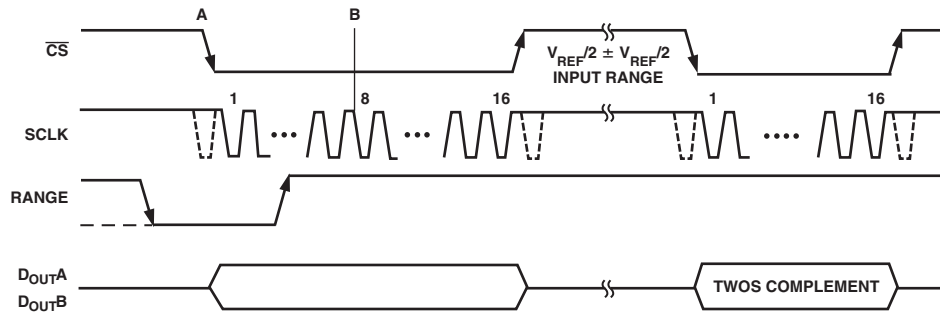 A B
CS
V_REF/2 ± V_REF/2
INPUT RANGE
1 8 16 1 16
SCLK
RANGE
D_OUTA
D_OUTB
TWOS COMPLEMENT